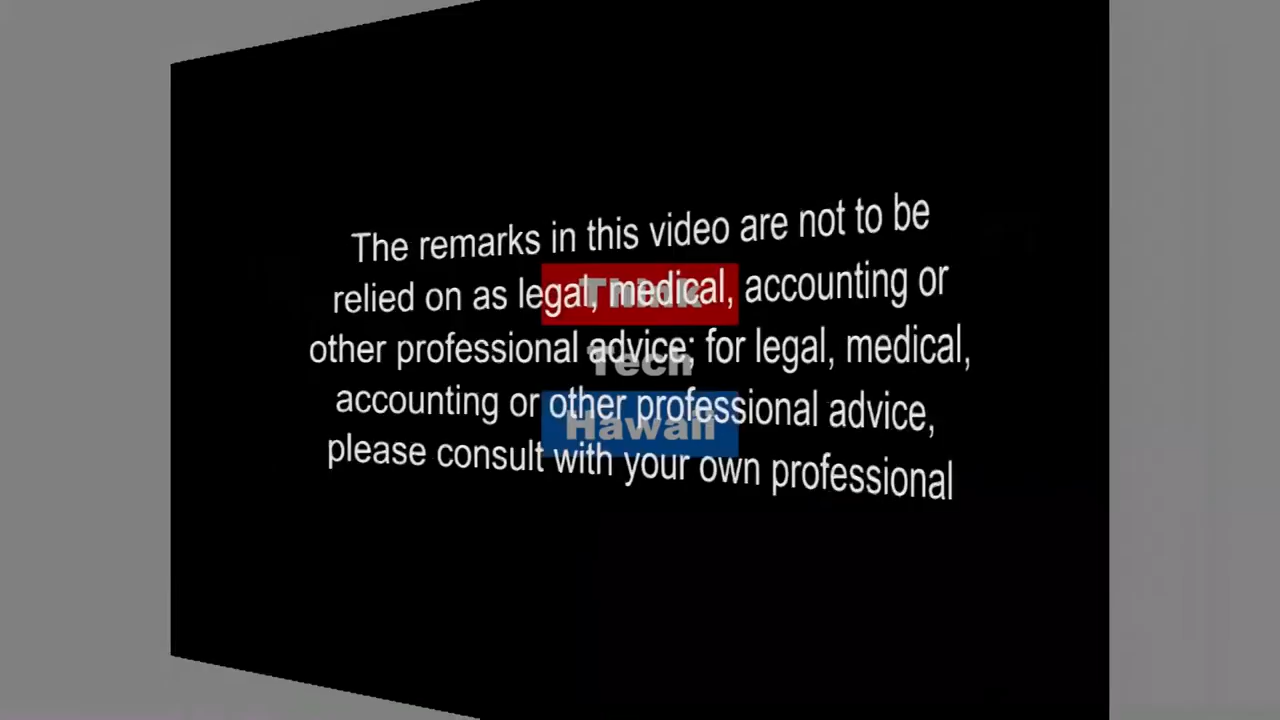 The remarks in this video are not to be
relied on as legal, medical, accounting or
other professional advice; for legal, medical,
accounting or other professional advice,
please consult with your own professional
Think
Tech
Hawaii